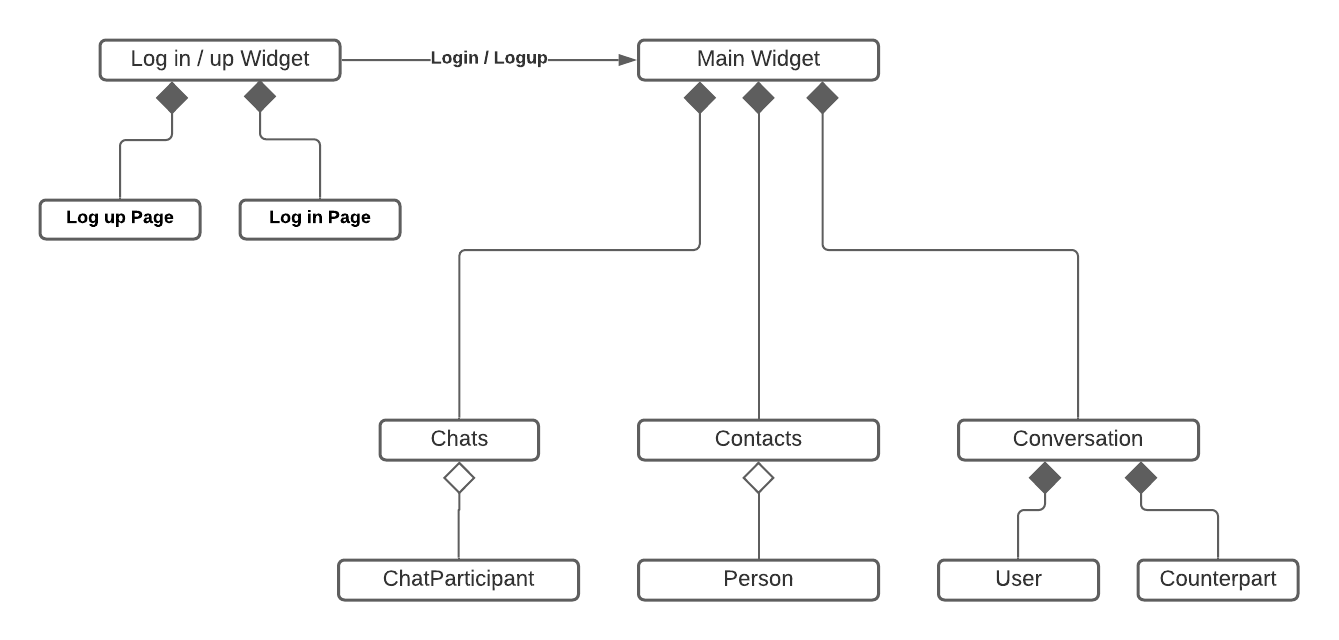 Log in / up Widget
Login / Logup
Main Widget
Log up Page
Log in Page
Chats
Contacts
Conversation
ChatParticipant
Person
User
Counterpart